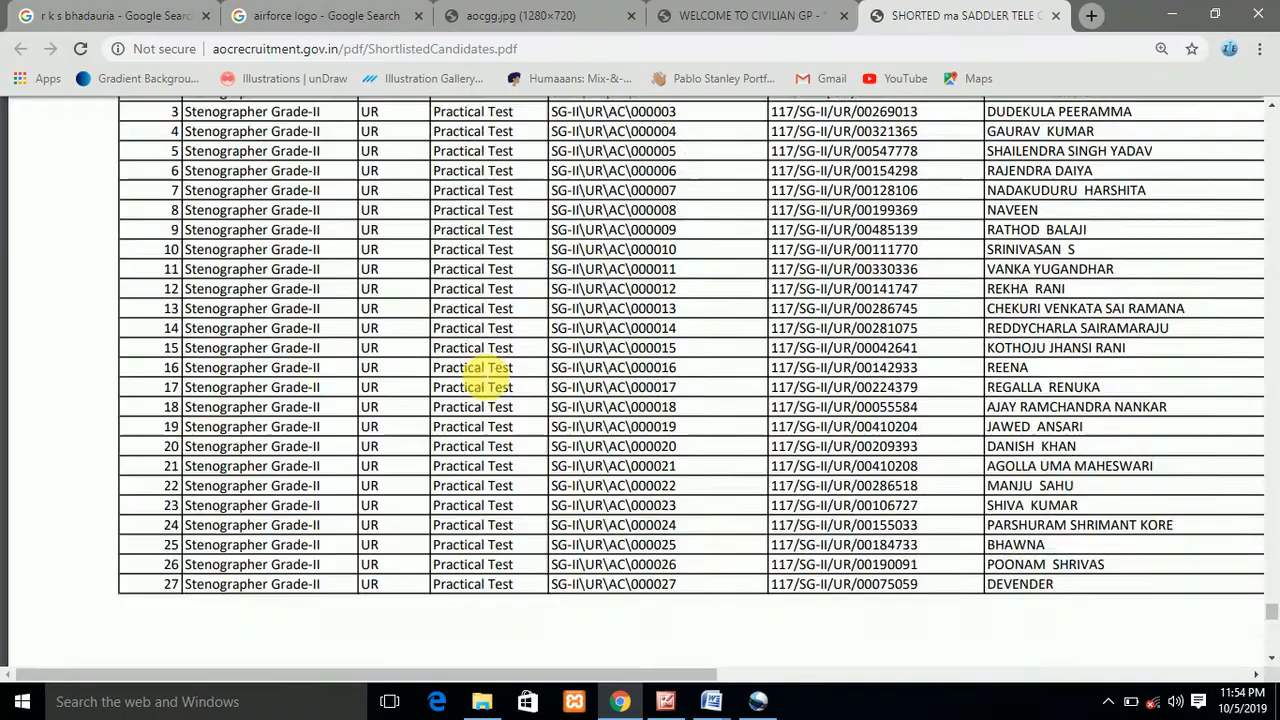 r k s bhadauria - Google Searc
airforce logo - Google Search
aocgg.jpg (1280×720)
WELCOME TO CIVILIAN GP - "
SHORTED ma SADDLER TELE C
Not secure
aocrecruitment.gov.in/pdf/ShortlistedCandidates.pdf
Apps
Gradient Backgrou...
Illustrations | unDraw
Illustration Gallery...
Humaaans: Mix-&-...
Pablo Stanley Portf...
Gmail
YouTube
Maps
3 Stenographer Grade-II UR Practical Test SG-II\UR\AC\000003 117/SG-II/UR/00269013 DUDEKULA PEERAMMA
4 Stenographer Grade-II UR Practical Test SG-II\UR\AC\000004 117/SG-II/UR/00321365 GAURAV KUMAR
5 Stenographer Grade-II UR Practical Test SG-II\UR\AC\000005 117/SG-II/UR/00547778 SHAILENDRA SINGH YADAV
6 Stenographer Grade-II UR Practical Test SG-II\UR\AC\000006 117/SG-II/UR/00154298 RAJENDRA DAIYA
7 Stenographer Grade-II UR Practical Test SG-II\UR\AC\000007 117/SG-II/UR/00128106 NADAKUDURU HARSHITA
8 Stenographer Grade-II UR Practical Test SG-II\UR\AC\000008 117/SG-II/UR/00199369 NAVEEN
9 Stenographer Grade-II UR Practical Test SG-II\UR\AC\000009 117/SG-II/UR/00485139 RATHOD BALAJI
10 Stenographer Grade-II UR Practical Test SG-II\UR\AC\000010 117/SG-II/UR/00111770 SRINIVASAN S
11 Stenographer Grade-II UR Practical Test SG-II\UR\AC\000011 117/SG-II/UR/00330336 VANKA YUGANDHAR
12 Stenographer Grade-II UR Practical Test SG-II\UR\AC\000012 117/SG-II/UR/00141747 REKHA RANI
13 Stenographer Grade-II UR Practical Test SG-II\UR\AC\000013 117/SG-II/UR/00286745 CHEKURI VENKATA SAI RAMANA
14 Stenographer Grade-II UR Practical Test SG-II\UR\AC\000014 117/SG-II/UR/00281075 REDDYCHARLA SAIRAMARAJU
15 Stenographer Grade-II UR Practical Test SG-II\UR\AC\000015 117/SG-II/UR/00042641 KOTHOJU JHANSI RANI
16 Stenographer Grade-II UR Practical Test SG-II\UR\AC\000016 117/SG-II/UR/00142933 REENA
17 Stenographer Grade-II UR Practical Test SG-II\UR\AC\000017 117/SG-II/UR/00224379 REGALLA RENUKA
18 Stenographer Grade-II UR Practical Test SG-II\UR\AC\000018 117/SG-II/UR/00055584 AJAY RAMCHANDRA NANKAR
19 Stenographer Grade-II UR Practical Test SG-II\UR\AC\000019 117/SG-II/UR/00410204 JAWED ANSARI
20 Stenographer Grade-II UR Practical Test SG-II\UR\AC\000020 117/SG-II/UR/00209393 DANISH KHAN
21 Stenographer Grade-II UR Practical Test SG-II\UR\AC\000021 117/SG-II/UR/00410208 AGOLLA UMA MAHESWARI
22 Stenographer Grade-II UR Practical Test SG-II\UR\AC\000022 117/SG-II/UR/00286518 MANJU SAHU
23 Stenographer Grade-II UR Practical Test SG-II\UR\AC\000023 117/SG-II/UR/00106727 SHIVA KUMAR
24 Stenographer Grade-II UR Practical Test SG-II\UR\AC\000024 117/SG-II/UR/00155033 PARSHURAM SHRIMANT KORE
25 Stenographer Grade-II UR Practical Test SG-II\UR\AC\000025 117/SG-II/UR/00184733 BHAWNA
26 Stenographer Grade-II UR Practical Test SG-II\UR\AC\000026 117/SG-II/UR/00190091 POONAM SHRIVAS
27 Stenographer Grade-II UR Practical Test SG-II\UR\AC\000027 117/SG-II/UR/00075059 DEVENDER
Search the web and Windows
11:54 PM
10/5/2019